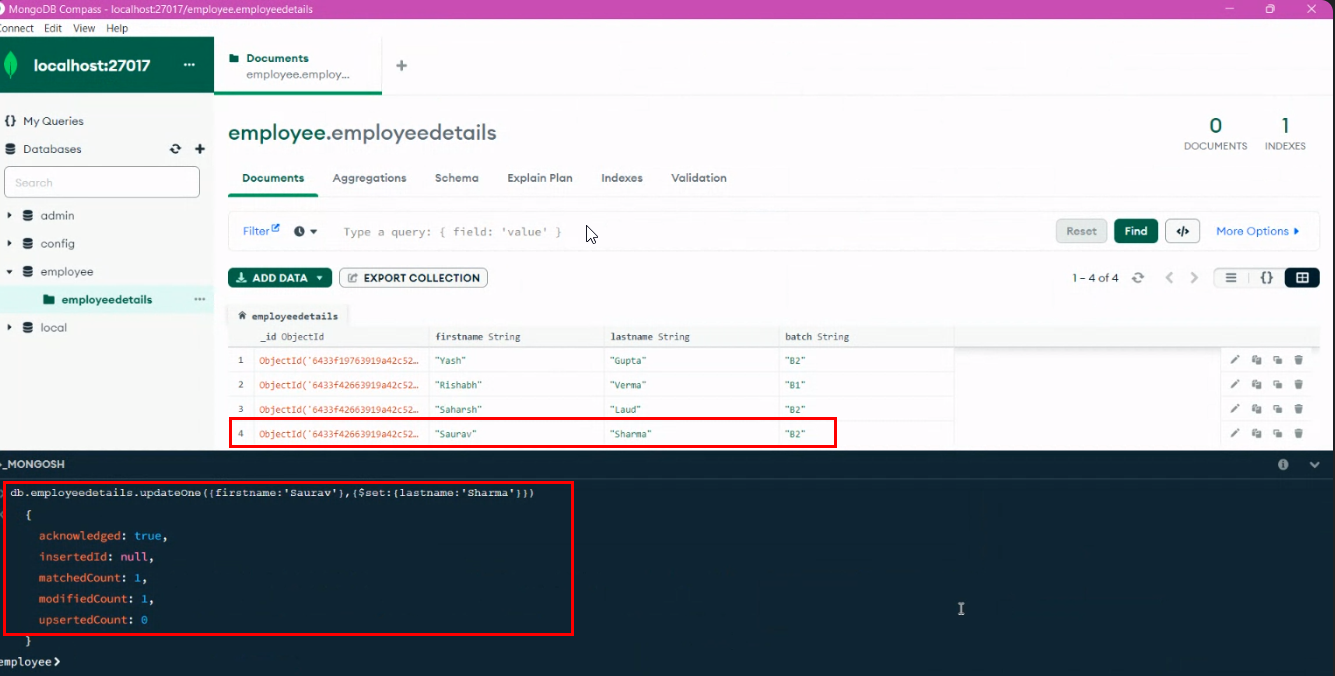 MongoDB Compass - localhost:27017/employee.employeedetails
Connect Edit View Help
localhost:27017 ...
Documents
employee.employ...
+
{} My Queries
Databases
Search
admin
config
employee
employeedetails ...
local
employee.employeedetails
0
DOCUMENTS
1
INDEXES
Documents Aggregations Schema Explain Plan Indexes Validation
Filter Type a query: { field: 'value' } Reset Find </> More Options
ADD DATA EXPORT COLLECTION 1 – 4 of 4 {}
employeedetails
_id ObjectId firstname String lastname String batch String
1 ObjectId('6433f19763919a42c52… "Yash" "Gupta" "B2"
2 ObjectId('6433f42663919a42c52… "Rishabh" "Verma" "B1"
3 ObjectId('6433f42663919a42c52… "Saharsh" "Laud" "B2"
4 ObjectId('6433f42663919a42c52… "Saurav" "Sharma" "B2"
>_MONGOSH
db.employeedetails.updateOne({firstname:'Saurav'},{$set:{lastname:'Sharma'}})
{
acknowledged: true,
insertedId: null,
matchedCount: 1,
modifiedCount: 1,
upsertedCount: 0
}
employee>